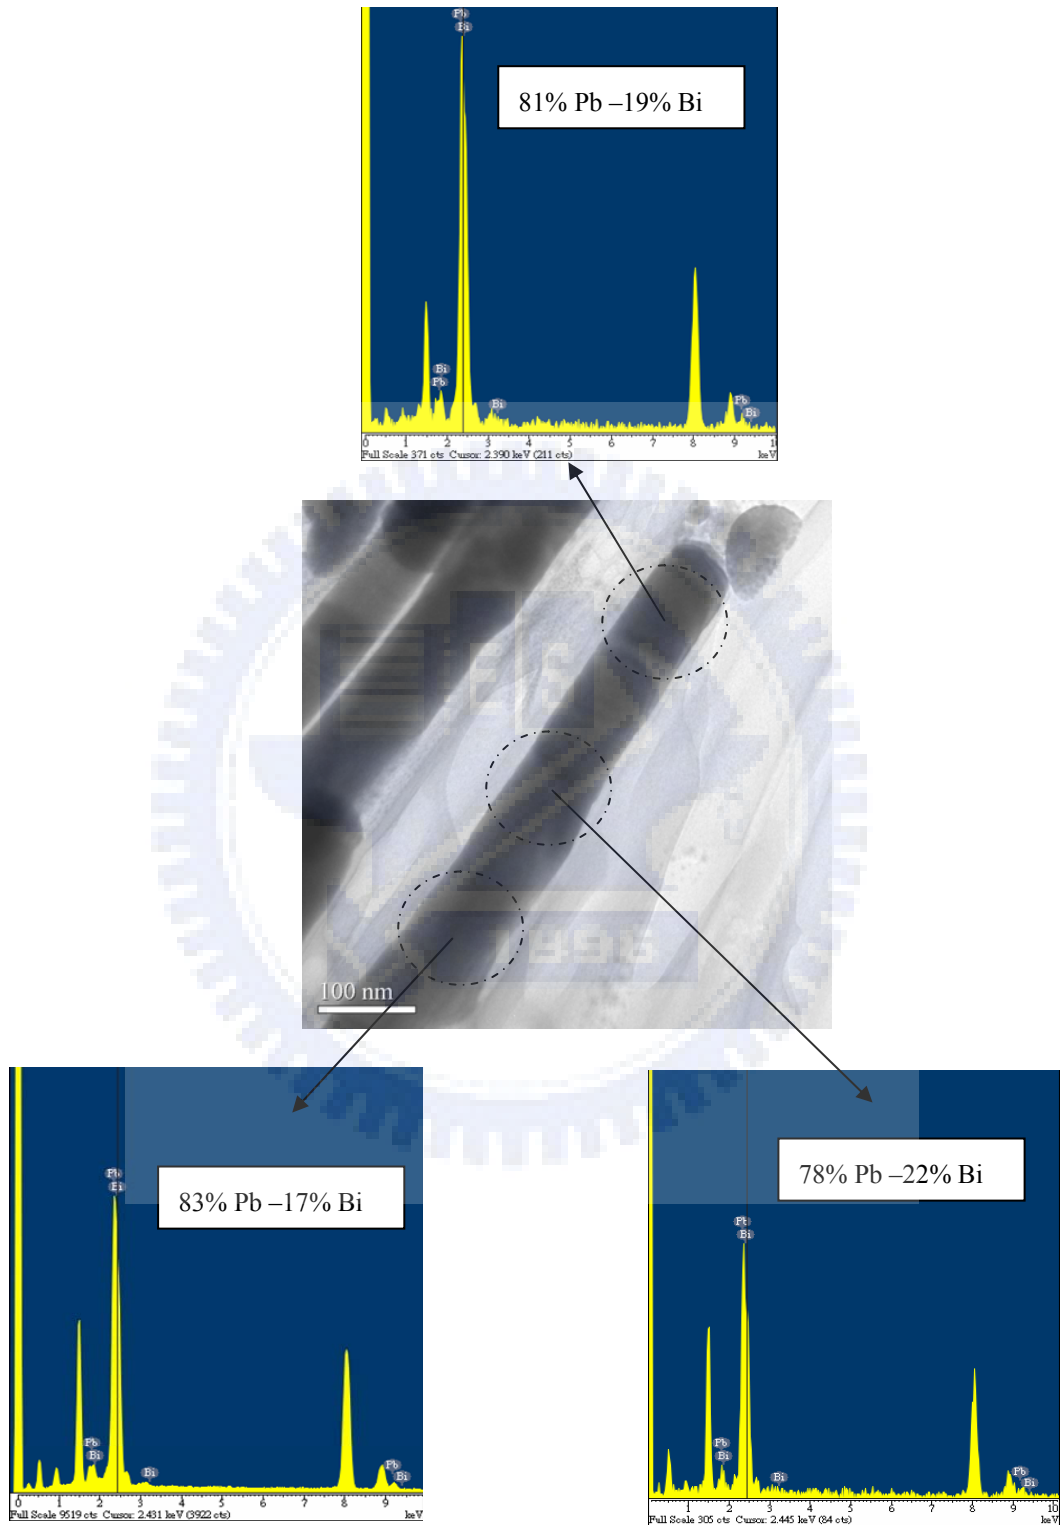 Pb
Bi
81% Pb –19% Bi
Bi
Pb
Bi
Pb
Bi
0 1 2 3 4 5 6 7 8 9 1
Full Scale 371 cts Cursor: 2.390 keV (211 cts) keV
1996
100 nm
Pb
Bi
83% Pb –17% Bi
Pb
Bi
Bi
Pb
Bi
0 1 2 3 4 5 6 7 8 9
Full Scale 9519 cts Cursor: 2.431 keV (3922 cts) keV
78% Pb –22% Bi
Pb
Bi
Pb
Bi
Bi
Pb
Bi
1 2 3 4 5 6 7 8 9 10
Full Scale 305 cts Cursor: 2.445 keV (84 cts) keV